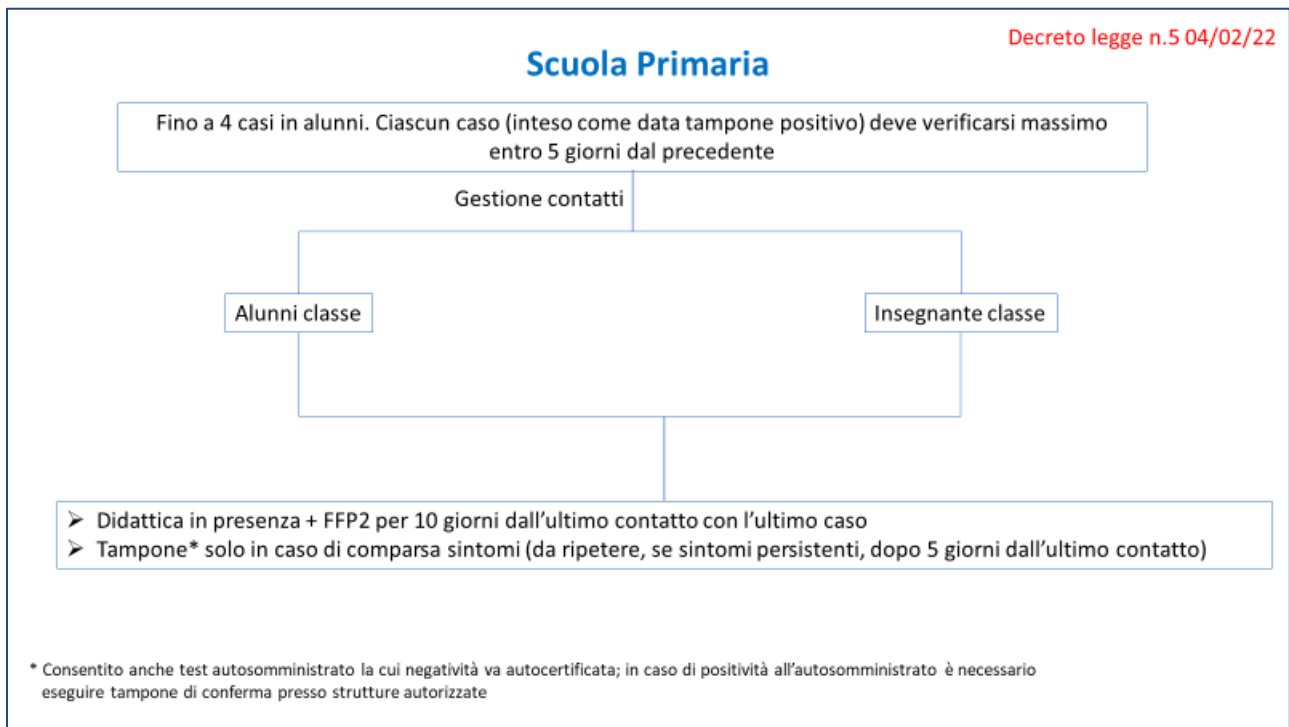 Decreto legge n.5 04/02/22
Scuola Primaria
Fino a 4 casi in alunni. Ciascun caso (inteso come data tampone positivo) deve verificarsi massimo
entro 5 giorni dal precedente
Gestione contatti
Alunni classe
Insegnante classe
➢ Didattica in presenza + FFP2 per 10 giorni dall’ultimo contatto con l’ultimo caso
➢ Tampone* solo in caso di comparsa sintomi (da ripetere, se sintomi persistenti, dopo 5 giorni dall’ultimo contatto)
* Consentito anche test autosomministrato la cui negatività va autocertificata; in caso di positività all’autosomministrato è necessario
eseguire tampone di conferma presso strutture autorizzate